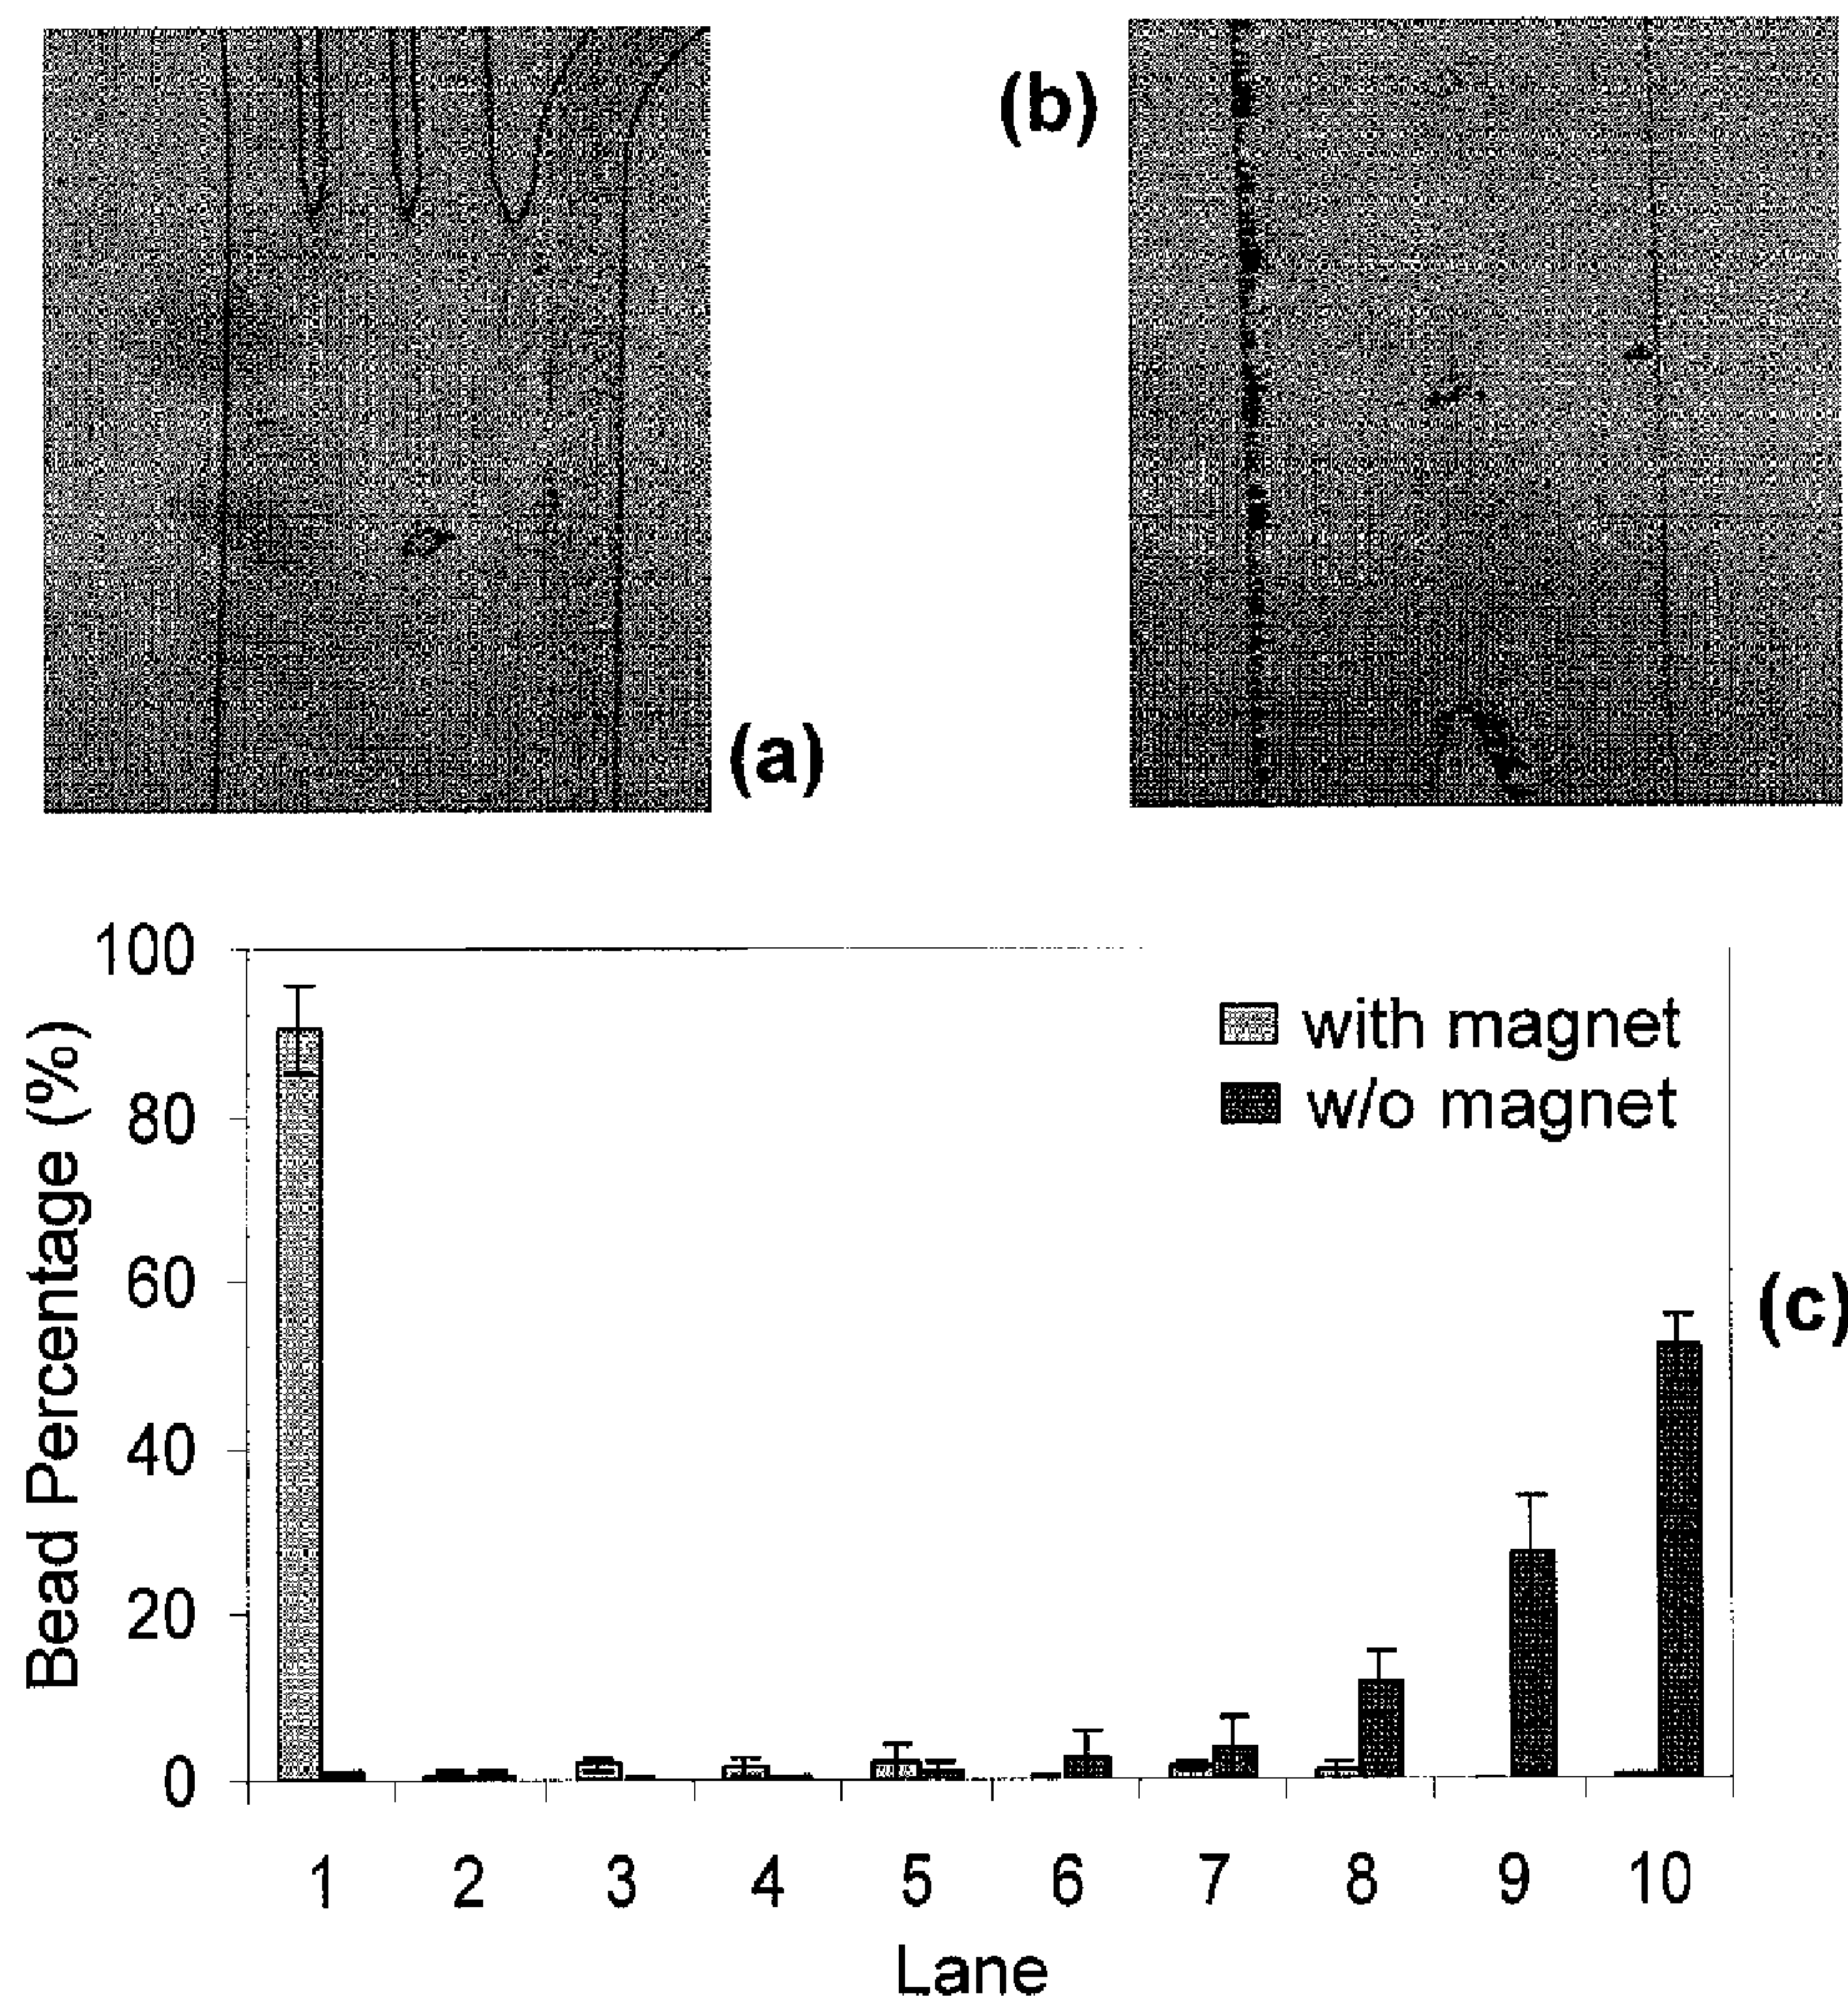 (b)
(a)
100
80
60
40
20
0
Bead Percentage (%)
with magnet
w/o magnet
(c)
1 2 3 4 5 6 7 8 9 10
Lane